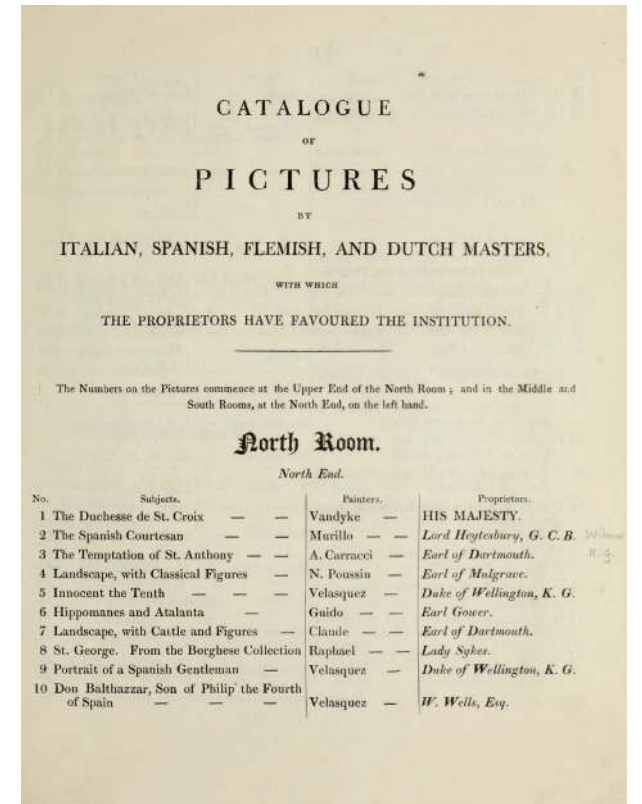 CATALOGUE
OF
PICTURES
BY
ITALIAN, SPANISH, FLEMISH, AND DUTCH MASTERS,
WITH WHICH
THE PROPRIETORS HAVE FAVOURED THE INSTITUTION.
The Numbers on the Pictures commence at the Upper End of the North Room ; and in the Middle and
South Rooms, at the North End, on the left hand.
North Room.
North End.
No. Subjects. Painters. Proprietors.
1 The Duchesse de St. Croix — — Vandyke — HIS MAJESTY.
2 The Spanish Courtesan — — Murillo — — Lord Heytesbury, G. C. B.
3 The Temptation of St. Anthony — — A. Carracci — Earl of Dartmouth.
4 Landscape, with Classical Figures — N. Poussin — Earl of Mulgrave.
5 Innocent the Tenth — — — Velasquez — Duke of Wellington, K. G.
6 Hippomanes and Atalanta — Guido — — Earl Gower.
7 Landscape, with Cattle and Figures — Claude — — Earl of Dartmouth.
8 St. George. From the Borghese Collection Raphael — — Lady Sykes.
9 Portrait of a Spanish Gentleman — Velasquez — Duke of Wellington, K. G.
10 Don Balthazzar, Son of Philip the Fourth
of Spain — — — Velasquez — W. Wells, Esq.